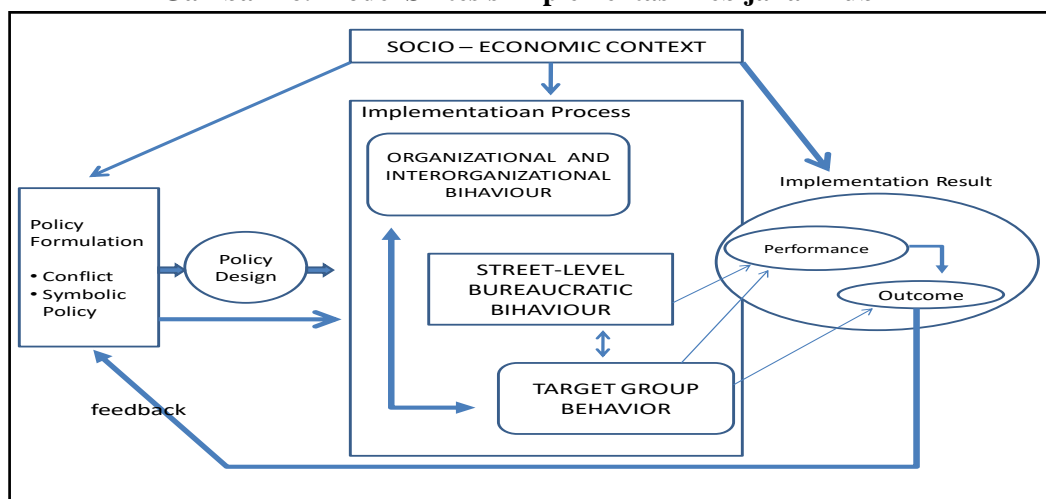 SOCIO – ECONOMIC CONTEXT
Implementatioan Process
ORGANIZATIONAL AND
INTERORGANIZATIONAL
BIHAVIOUR
Implementation Result
Policy
Formulation
• Conflict
• Symbolic
Policy
Policy
Design
Performance
STREET-LEVEL
BUREAUCRATIC
BIHAVIOUR
Outcome
TARGET GROUP
BEHAVIOR
feedback